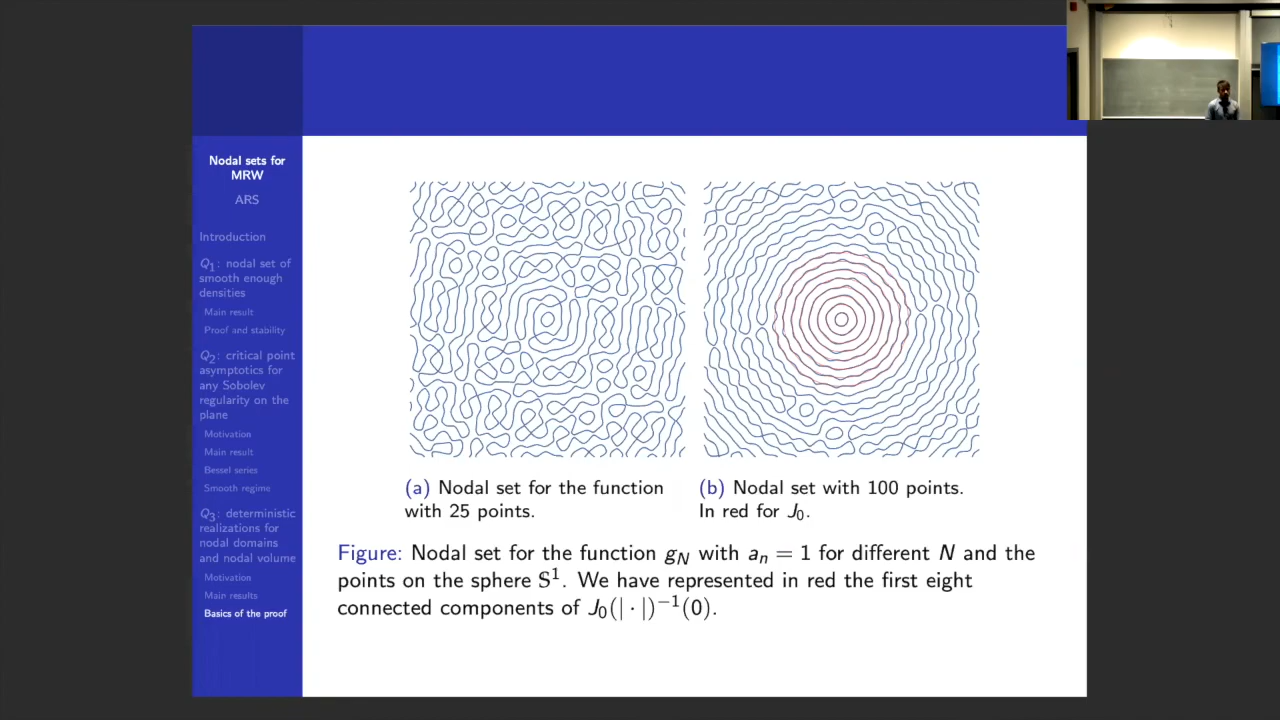 Nodal sets for
MRW
ARS
Introduction
Q1: nodal set of
smooth enough
densities
Main result
Proof and stability
Q2: critical point
asymptotics for
any Sobolev
regularity on the
plane
Motivation
Main result
Bessel series
Smooth regime
Q3: deterministic
realizations for
nodal domains
and nodal volume
Motivation
Main results
Basics of the proof
(a) Nodal set for the function
with 25 points.
(b) Nodal set with 100 points.
In red for J₀.
Figure: Nodal set for the function g_N with a_n = 1 for different N and the
points on the sphere S¹. We have represented in red the first eight
connected components of J₀(| · |)⁻¹(0).